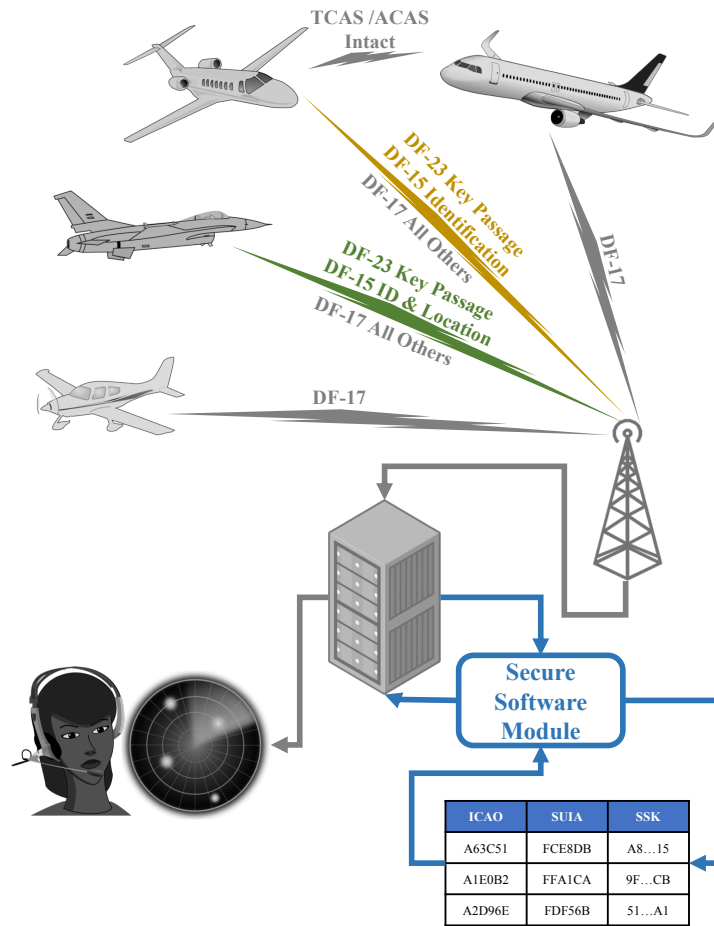 TCAS /ACAS
Intact
DF-23 Key Passage
DF-15 Identification
DF-17 All Others
DF-17
DF-23 Key Passage
DF-15 ID & Location
DF-17 All Others
DF-17
Secure
Software
Module
ICAO SUIA SSK
A63C51 FCE8DB A8…15
A1E0B2 FFA1CA 9F…CB
A2D96E FDF56B 51…A1